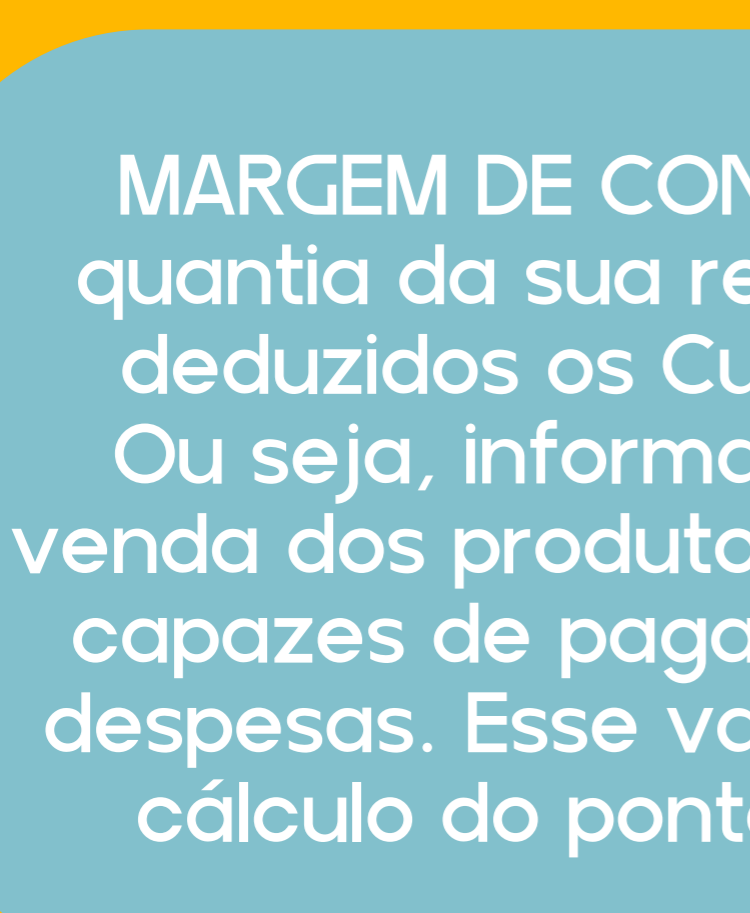 MARGEM DE CON
quantia da sua re
deduzidos os Cu
Ou seja, informa
venda dos produto
capazes de paga
despesas. Esse va
cálculo do ponto